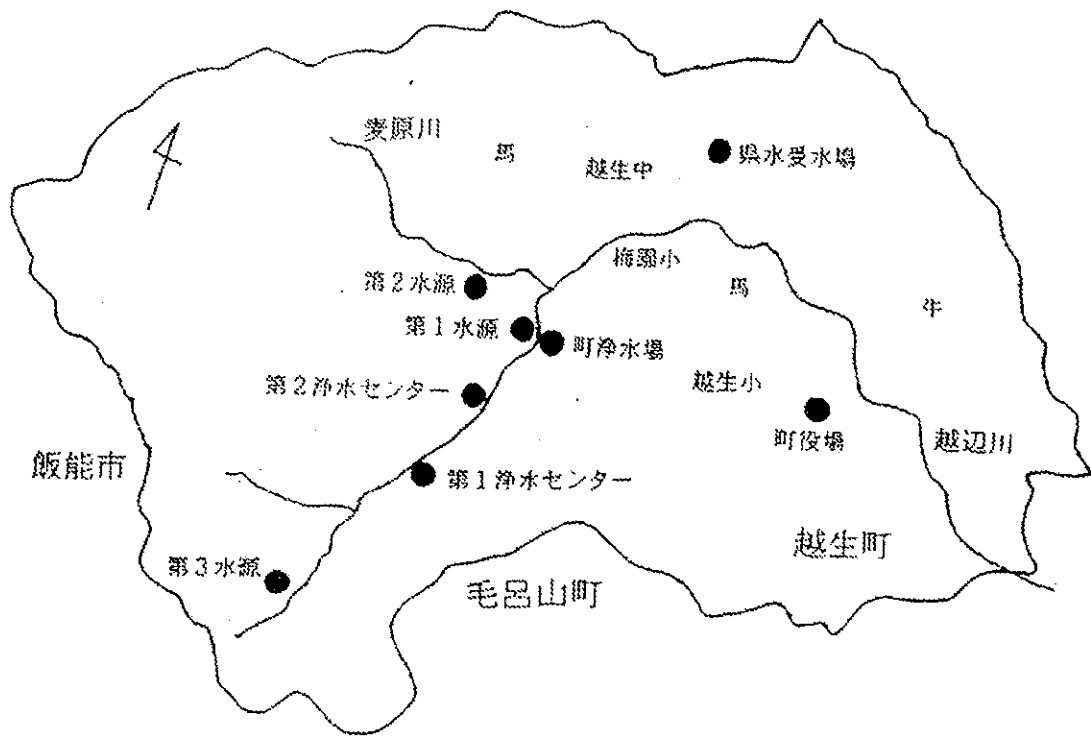 麦原川
馬
越生中
県水受水場
梅園小
第2水源
馬
牛
第1水源
町浄水場
第2浄水センター
越生小
町役場
越辺川
飯能市
第1浄水センター
越生町
第3水源
毛呂山町